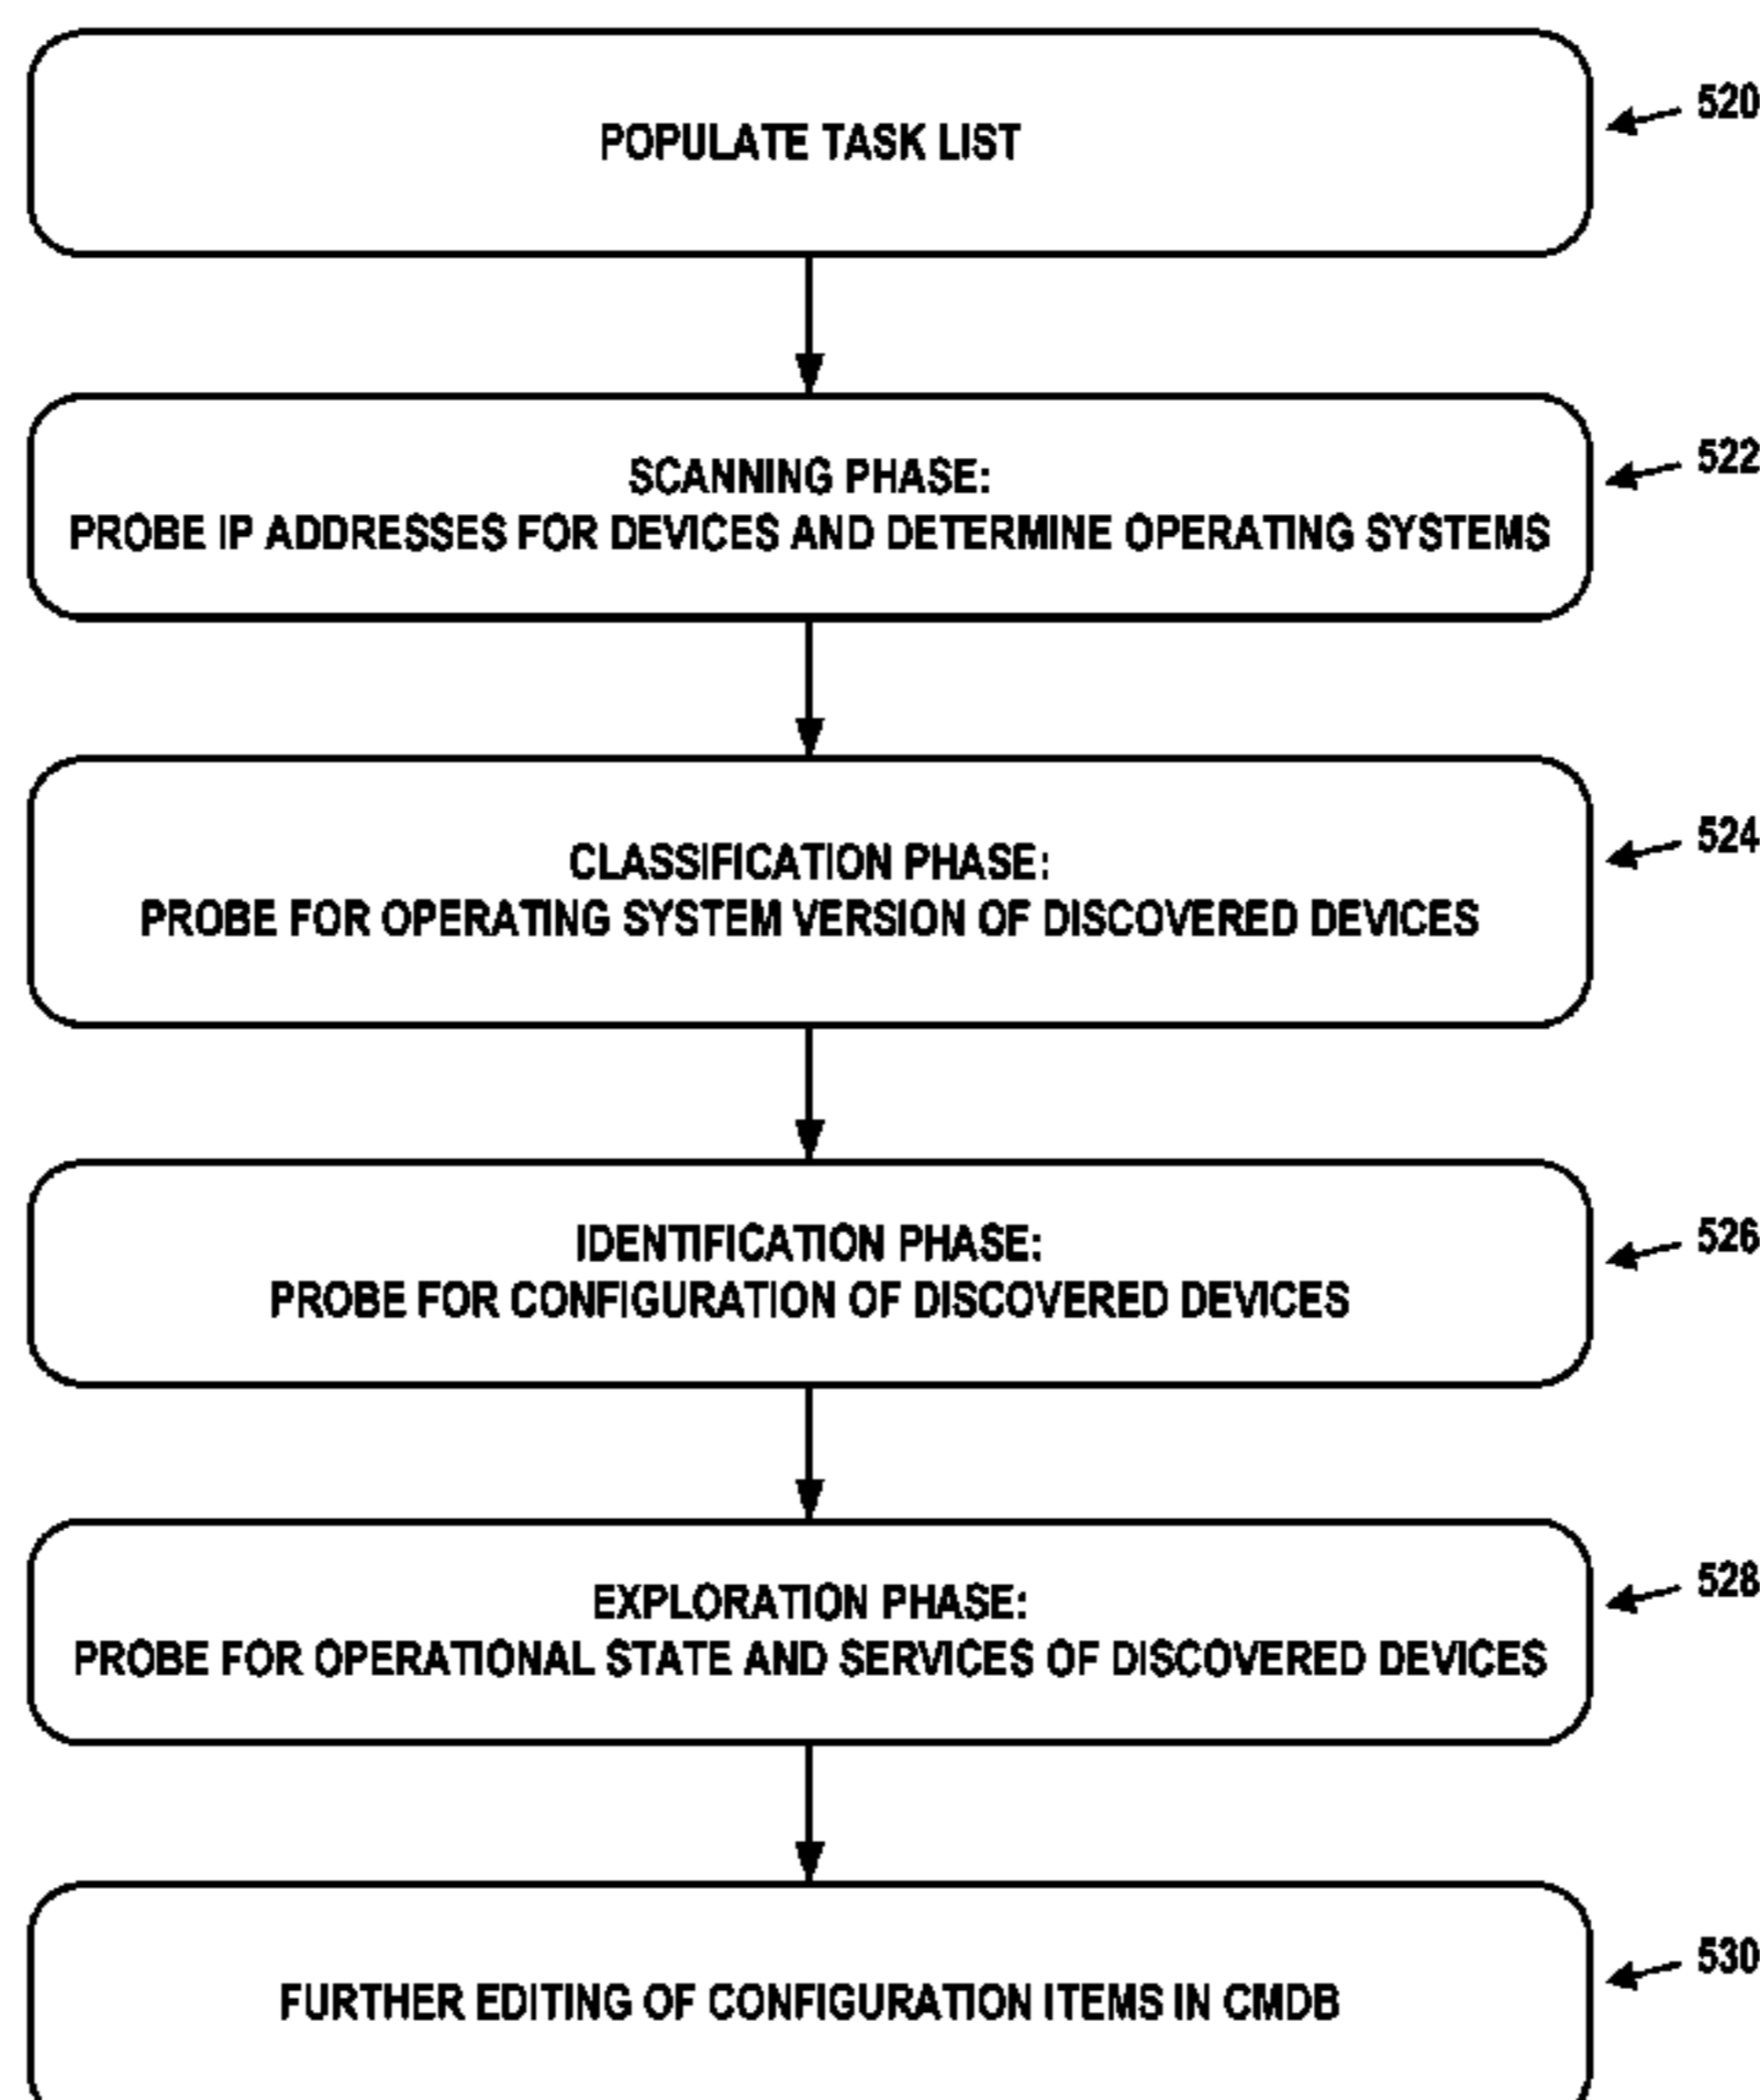 POPULATE TASK LIST
520
SCANNING PHASE:
PROBE IP ADDRESSES FOR DEVICES AND DETERMINE OPERATING SYSTEMS
522
CLASSIFICATION PHASE:
PROBE FOR OPERATING SYSTEM VERSION OF DISCOVERED DEVICES
524
IDENTIFICATION PHASE:
PROBE FOR CONFIGURATION OF DISCOVERED DEVICES
526
EXPLORATION PHASE:
PROBE FOR OPERATIONAL STATE AND SERVICES OF DISCOVERED DEVICES
528
FURTHER EDITING OF CONFIGURATION ITEMS IN CMDB
530